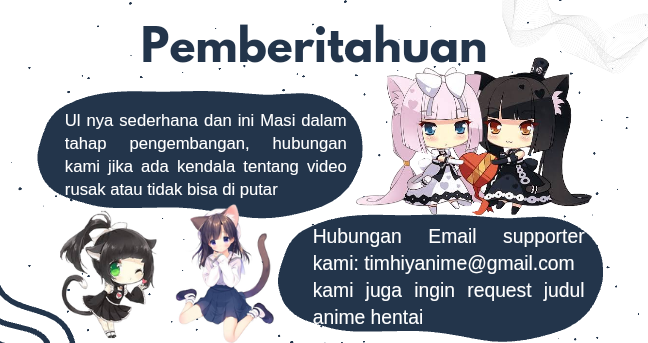 Pemberitahuan
UI nya sederhana dan ini Masi dalam
tahap pengembangan, hubungan
kami jika ada kendala tentang video
rusak atau tidak bisa di putar
Hubungan Email supporter
kami: timhiyanime@gmail.com
kami juga ingin request judul
anime hentai